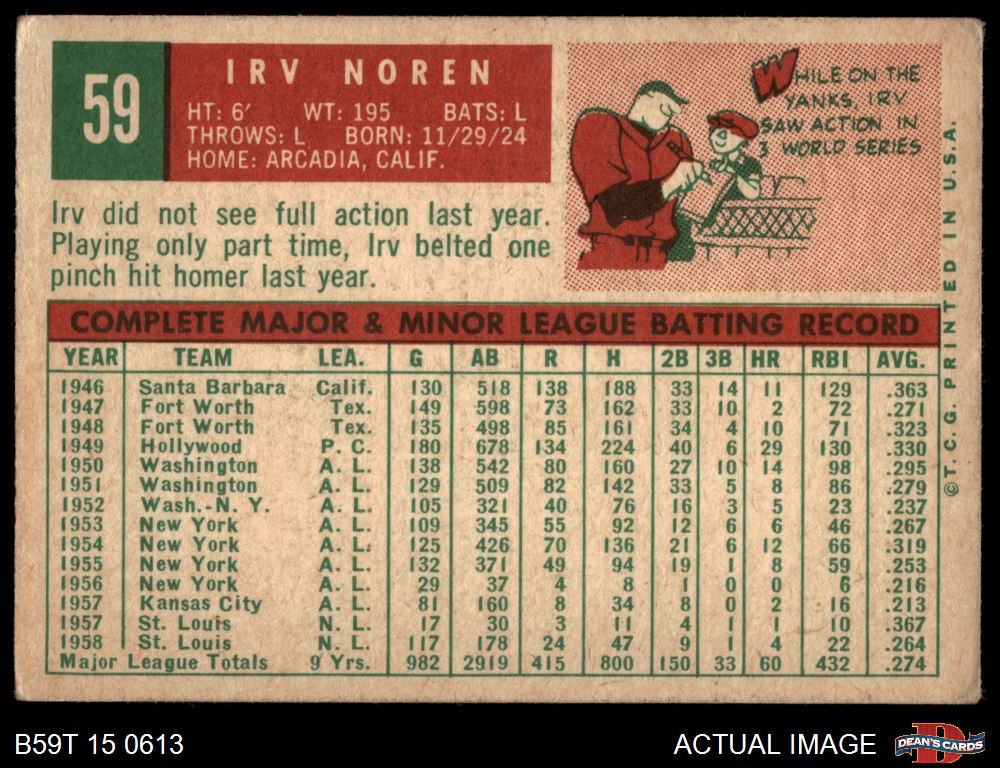 59
IRV NOREN
HT: 6' WT: 195 BATS: L
THROWS: L BORN: 11/29/24
HOME: ARCADIA, CALIF.
WHILE ON THE
YANKS, IRV
SAW ACTION IN
3 WORLD SERIES
Irv did not see full action last year.
Playing only part time, Irv belted one
pinch hit homer last year.
COMPLETE MAJOR & MINOR LEAGUE BATTING RECORD
YEAR TEAM LEA. G AB R H 2B 3B HR RBI AVG.
1946 Santa Barbara Calif. 130 518 138 188 33 14 11 129 .363
1947 Fort Worth Tex. 149 598 73 162 33 10 2 72 .271
1948 Fort Worth Tex. 135 498 85 161 34 4 10 71 .323
1949 Hollywood P. C. 180 678 134 224 40 6 29 130 .330
1950 Washington A. L. 138 542 80 160 27 10 14 98 .295
1951 Washington A. L. 129 509 82 142 33 5 8 86 .279
1952 Wash.-N. Y. A. L. 105 321 40 76 16 3 5 23 .237
1953 New York A. L. 109 345 55 92 12 6 6 46 .267
1954 New York A. L. 125 426 70 136 21 6 12 66 .319
1955 New York A. L. 132 371 49 94 19 1 8 59 .253
1956 New York A. L. 29 37 4 8 1 0 0 6 .216
1957 Kansas City A. L. 81 160 8 34 8 0 2 16 .213
1957 St. Louis N. L. 17 30 3 11 4 1 1 10 .367
1958 St. Louis N. L. 117 178 24 47 9 1 4 22 .264
Major League Totals 9 Yrs. 982 2919 415 800 150 33 60 432 .274
©T. C. G. PRINTED IN U.S.A.
B59T 15 0613
ACTUAL IMAGE
D
DEAN'S CARDS